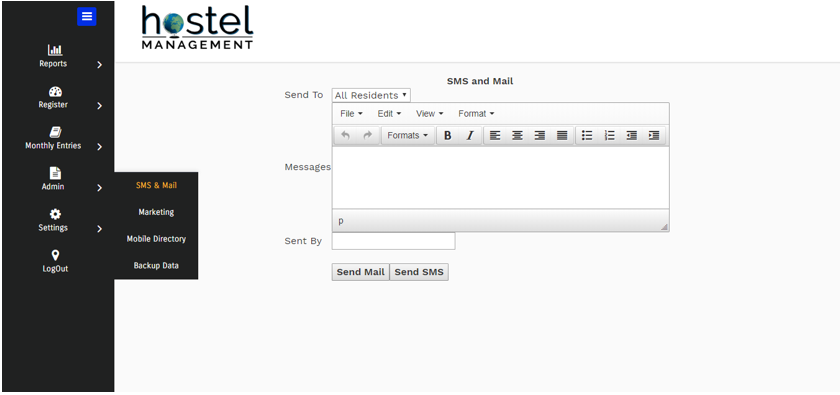 hostel
MANAGEMENT
Reports
Register
Monthly Entries
Admin
Settings
LogOut
SMS & Mail
Marketing
Mobile Directory
Backup Data
SMS and Mail
Send To All Residents
File Edit View Format
Formats B I
Messages
p
Sent By
Send Mail Send SMS